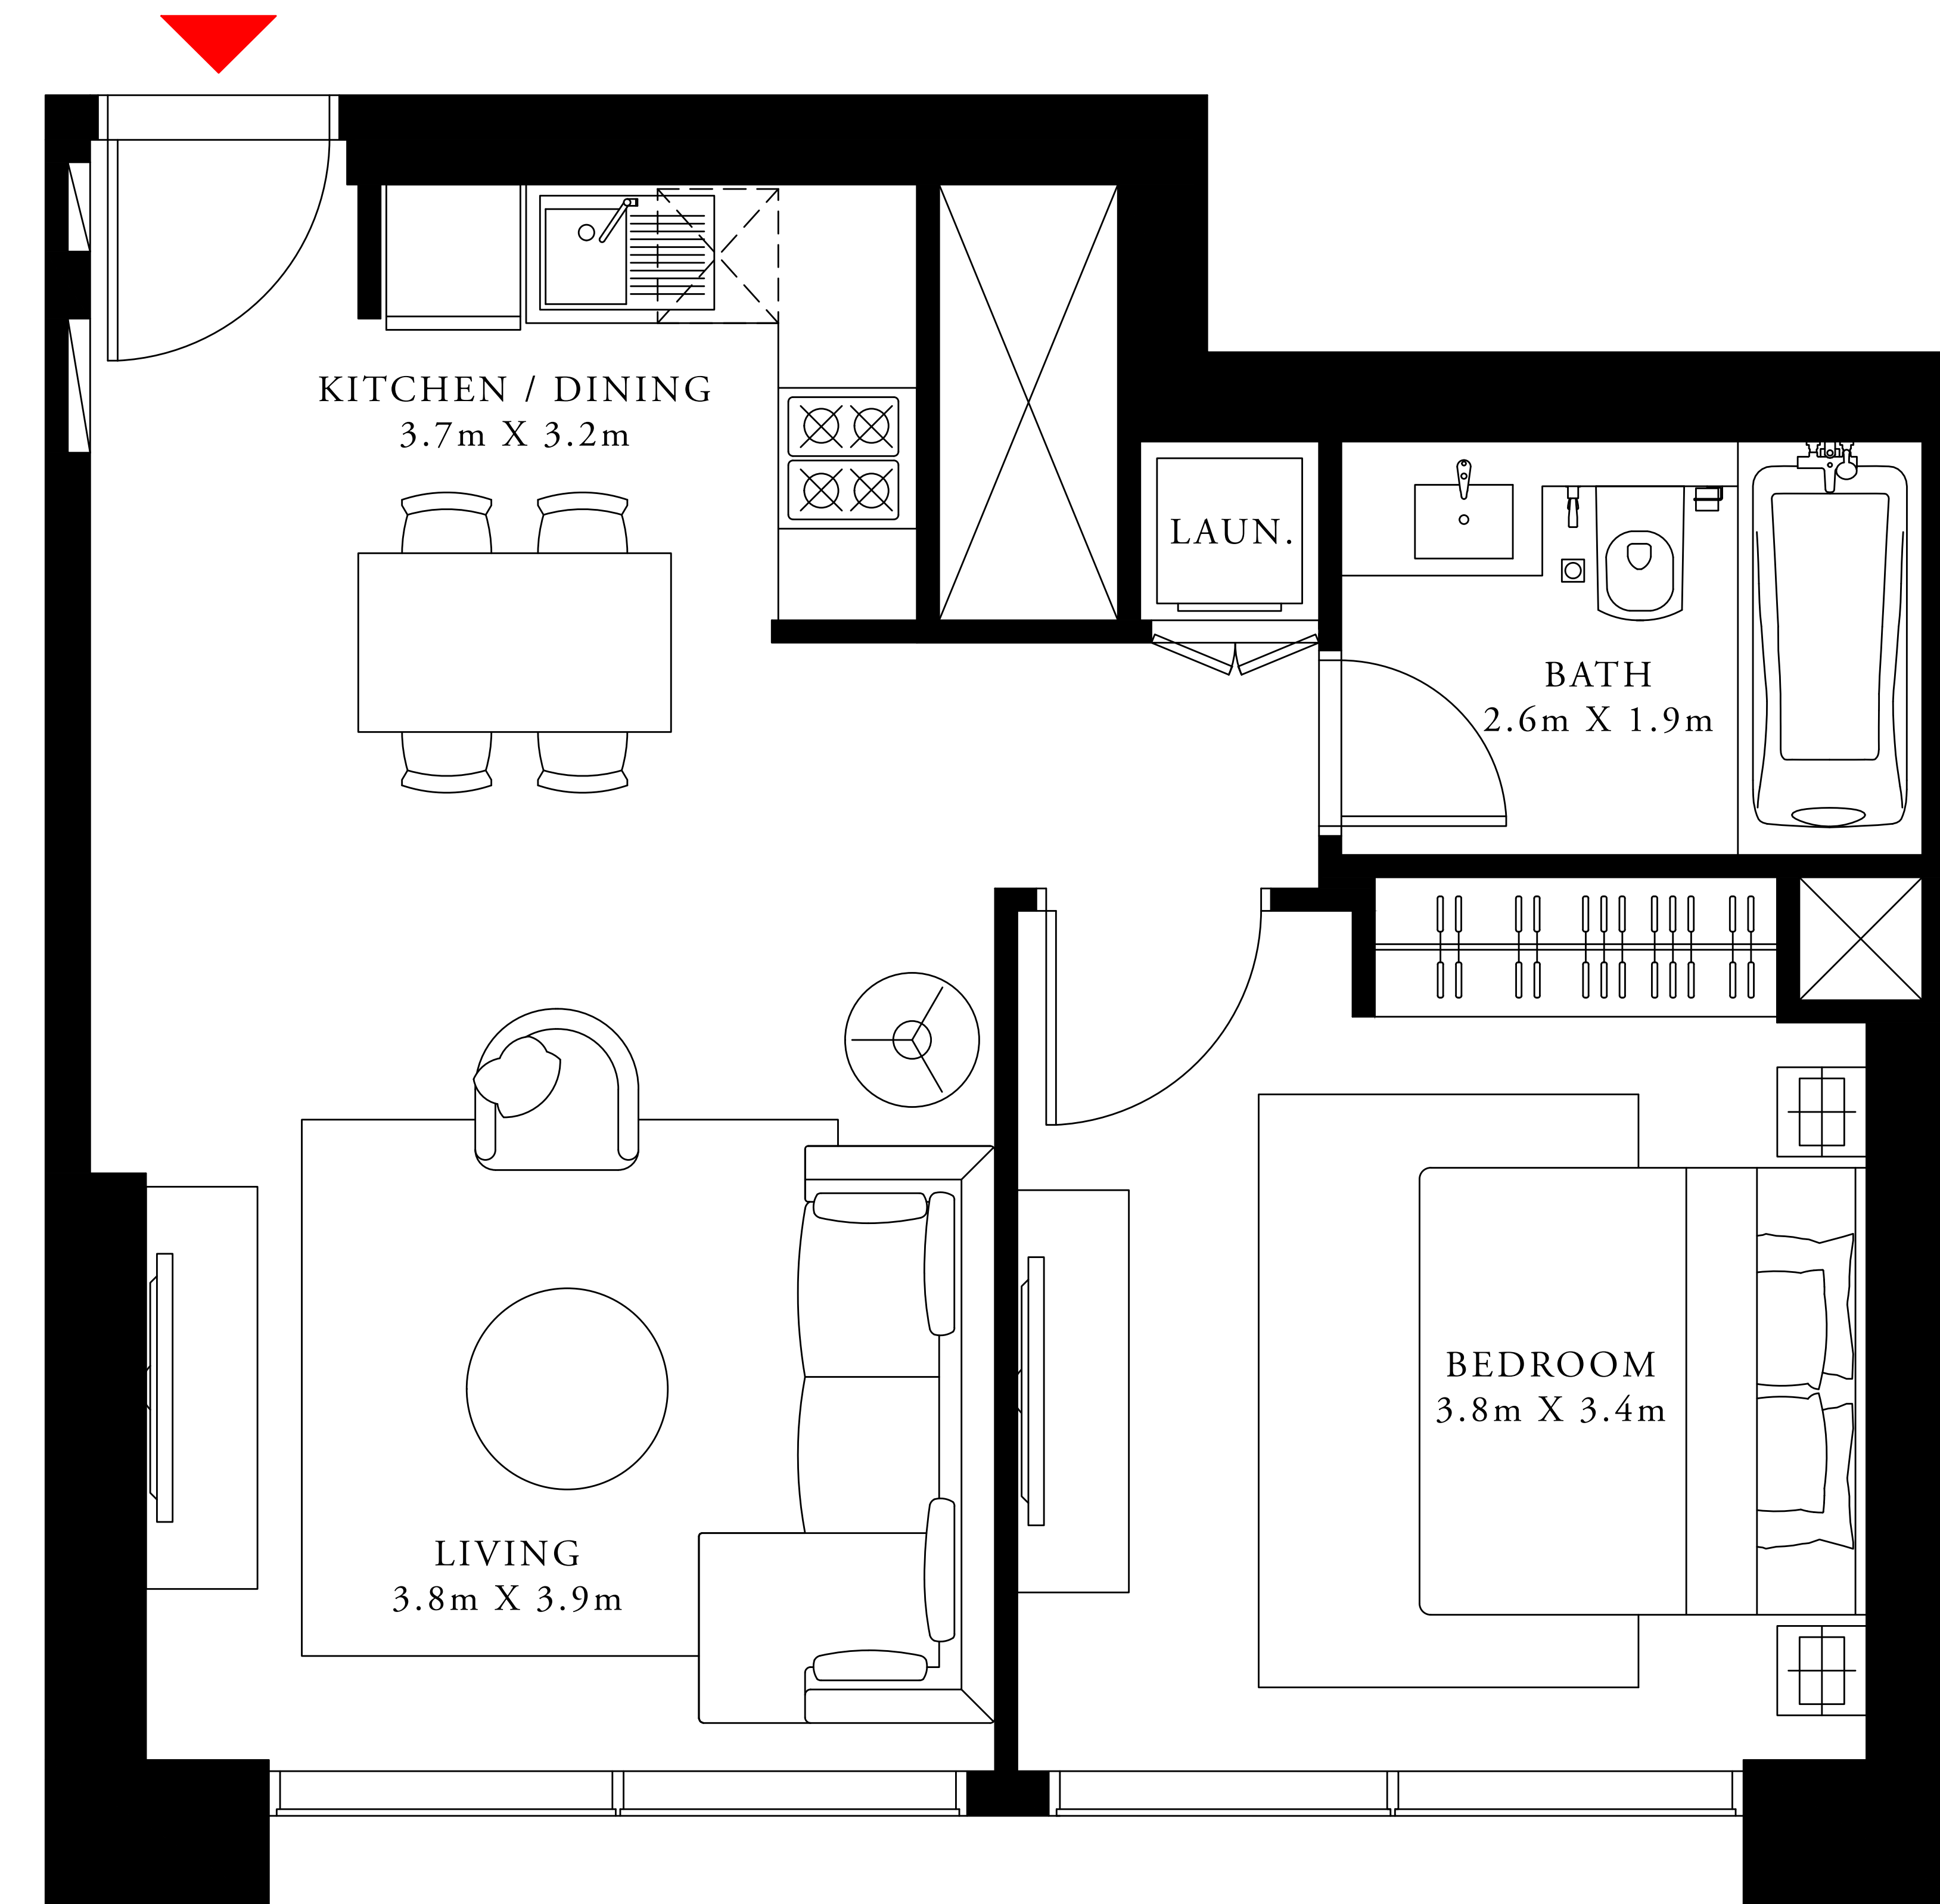 KITCHEN / DINING
3.7m X 3.2m
LAUN.
BATH
2.6m X 1.9m
BEDROOM
3.8m X 3.4m
LIVING
3.8m X 3.9m